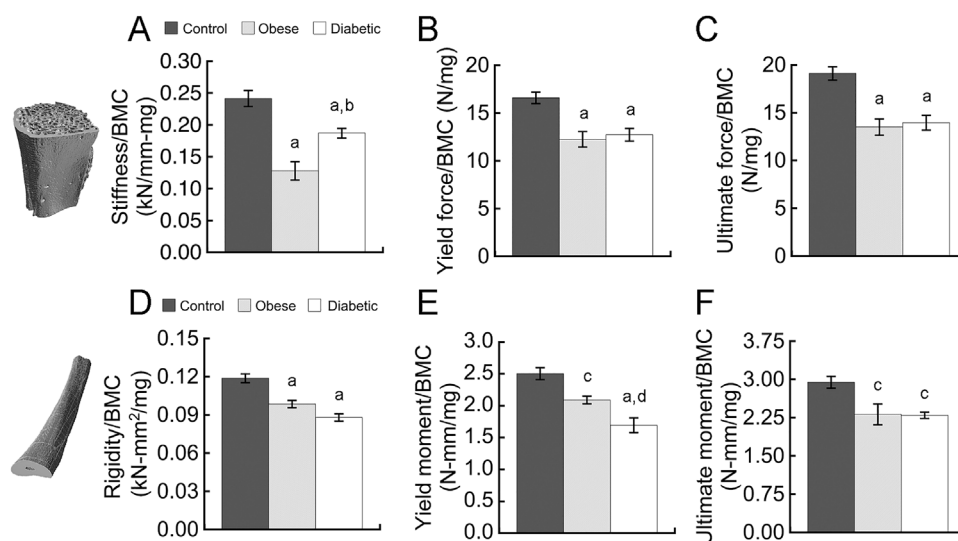 A
Control Obese Diabetic
Stiffness/BMC
(kN/mm-mg)
0.30
0.25
0.20
0.15
0.10
0.05
0.00
a
a,b
B
Yield force/BMC (N/mg)
20
15
10
5
0
a
a
C
Ultimate force/BMC
(N/mg)
20
15
10
5
0
a
a
D
Control Obese Diabetic
Rigidity/BMC
(kN-mm²/mg)
0.15
0.12
0.09
0.06
0.03
0.00
a
a
E
Yield moment/BMC
(N-mm/mg)
3.0
2.5
2.0
1.5
1.0
0.5
0.0
c
a,d
F
Ultimate moment/BMC
(N-mm/mg)
3.75
3.00
2.25
1.50
0.75
0.00
c
c